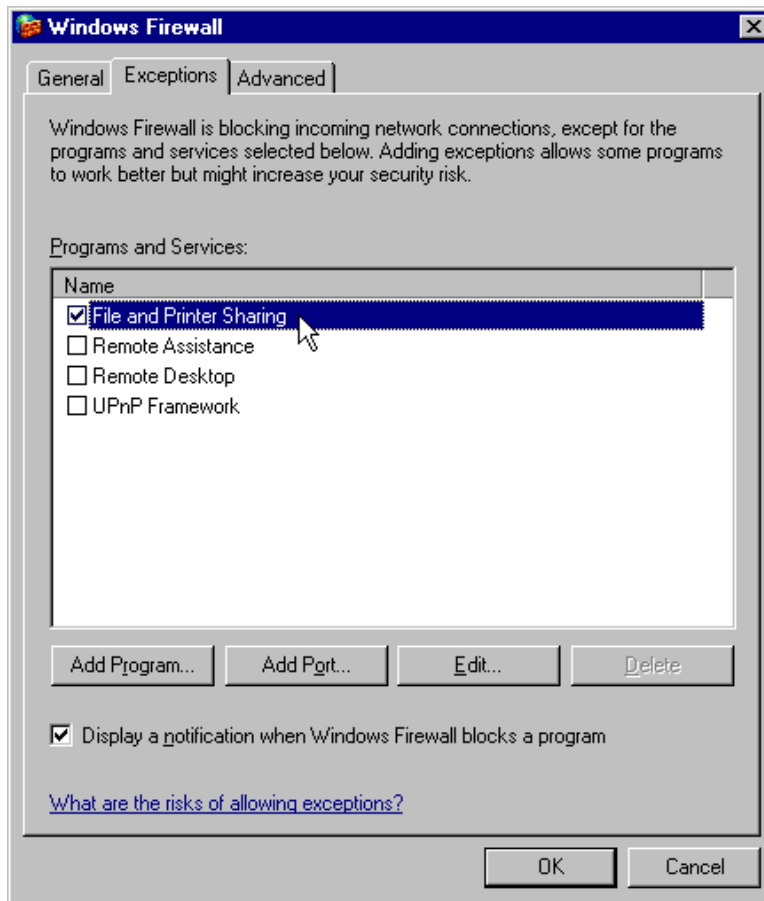 Windows Firewall
General Exceptions Advanced
Windows Firewall is blocking incoming network connections, except for the
programs and services selected below. Adding exceptions allows some programs
to work better but might increase your security risk.
Programs and Services:
Name
File and Printer Sharing
Remote Assistance
Remote Desktop
UPnP Framework
Add Program... Add Port... Edit... Delete
Display a notification when Windows Firewall blocks a program
What are the risks of allowing exceptions?
OK Cancel